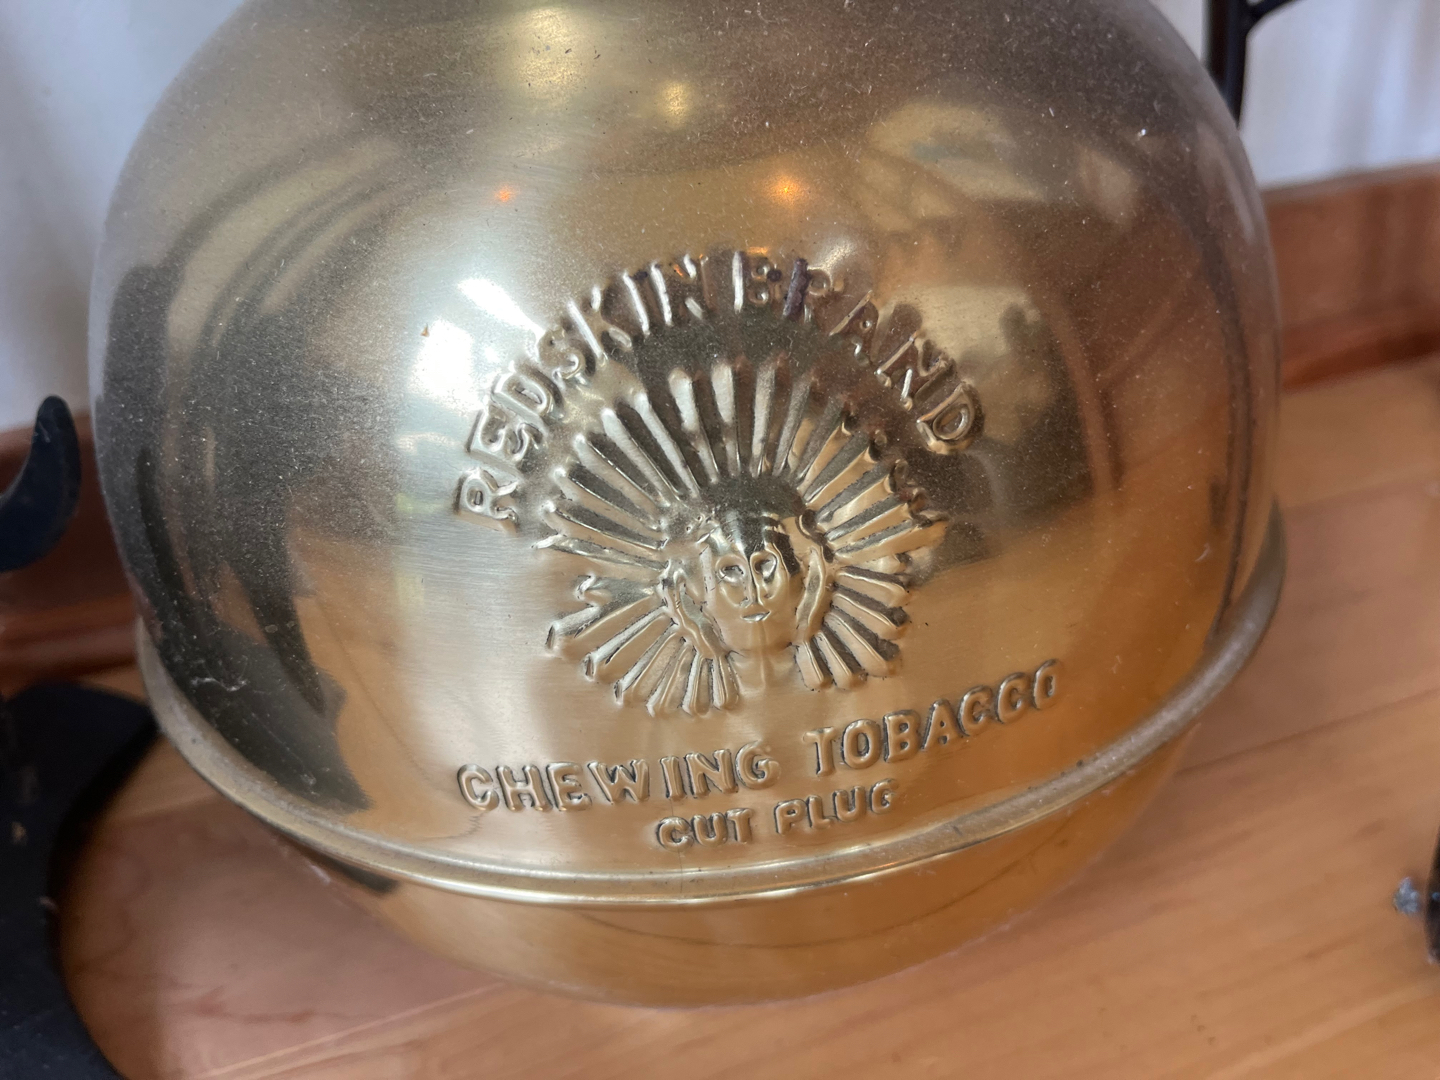 REDSKIN BRAND
CHEWING TOBACCO
CUT PLUG